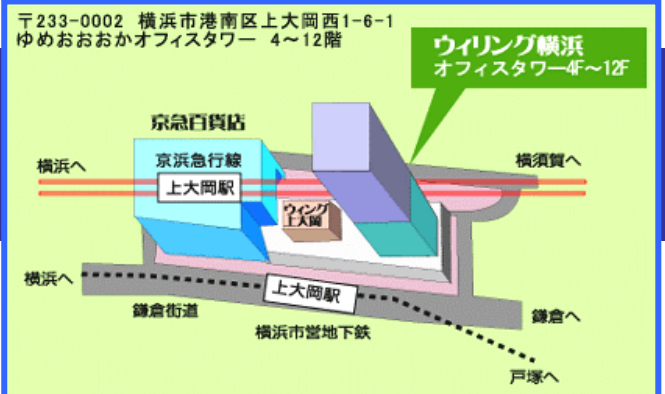 〒233-0002 横浜市港南区上大岡西1-6-1
ゆめおおおかオフィスタワー 4～12階
ウィリング横浜
オフィスタワー4F～12F
京急百貨店
横浜へ
京浜急行線
横須賀へ
上大岡駅
ウィング
上大岡
横浜へ
上大岡駅
鎌倉街道
鎌倉へ
横浜市営地下鉄
戸塚へ